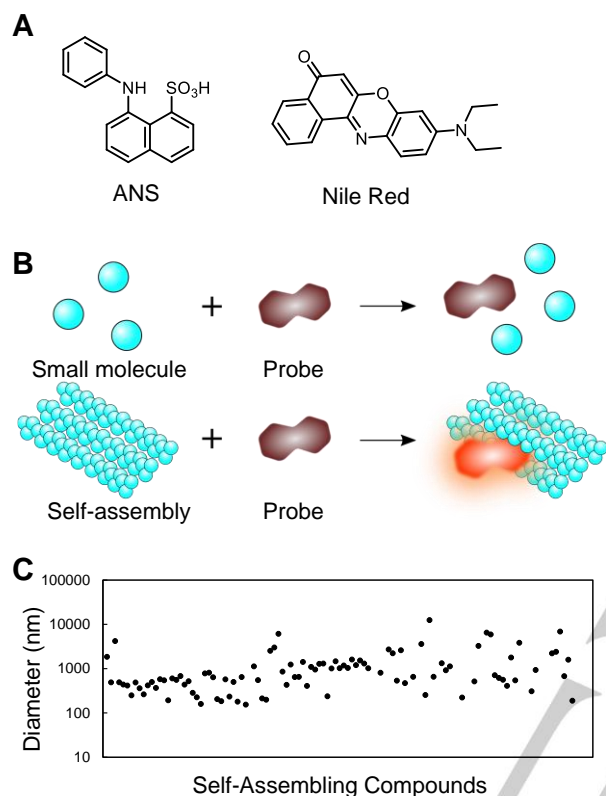 A
NH
SO3H
ANS
O
O
N
N
Nile Red
B
+
Small molecule
Probe
+
Self-assembly
Probe
C
Diameter (nm)
100000
10000
1000
100
10
Self-Assembling Compounds